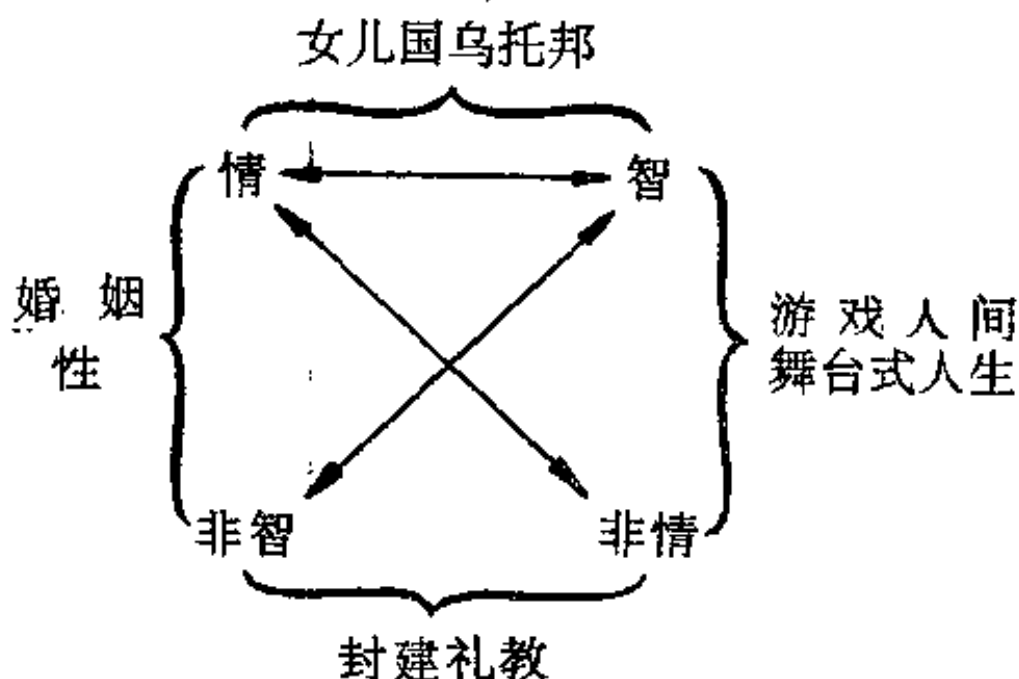 女儿国乌托邦
情
智
婚姻
性
游戏人间
舞台式人生
非智
非情
封建礼教